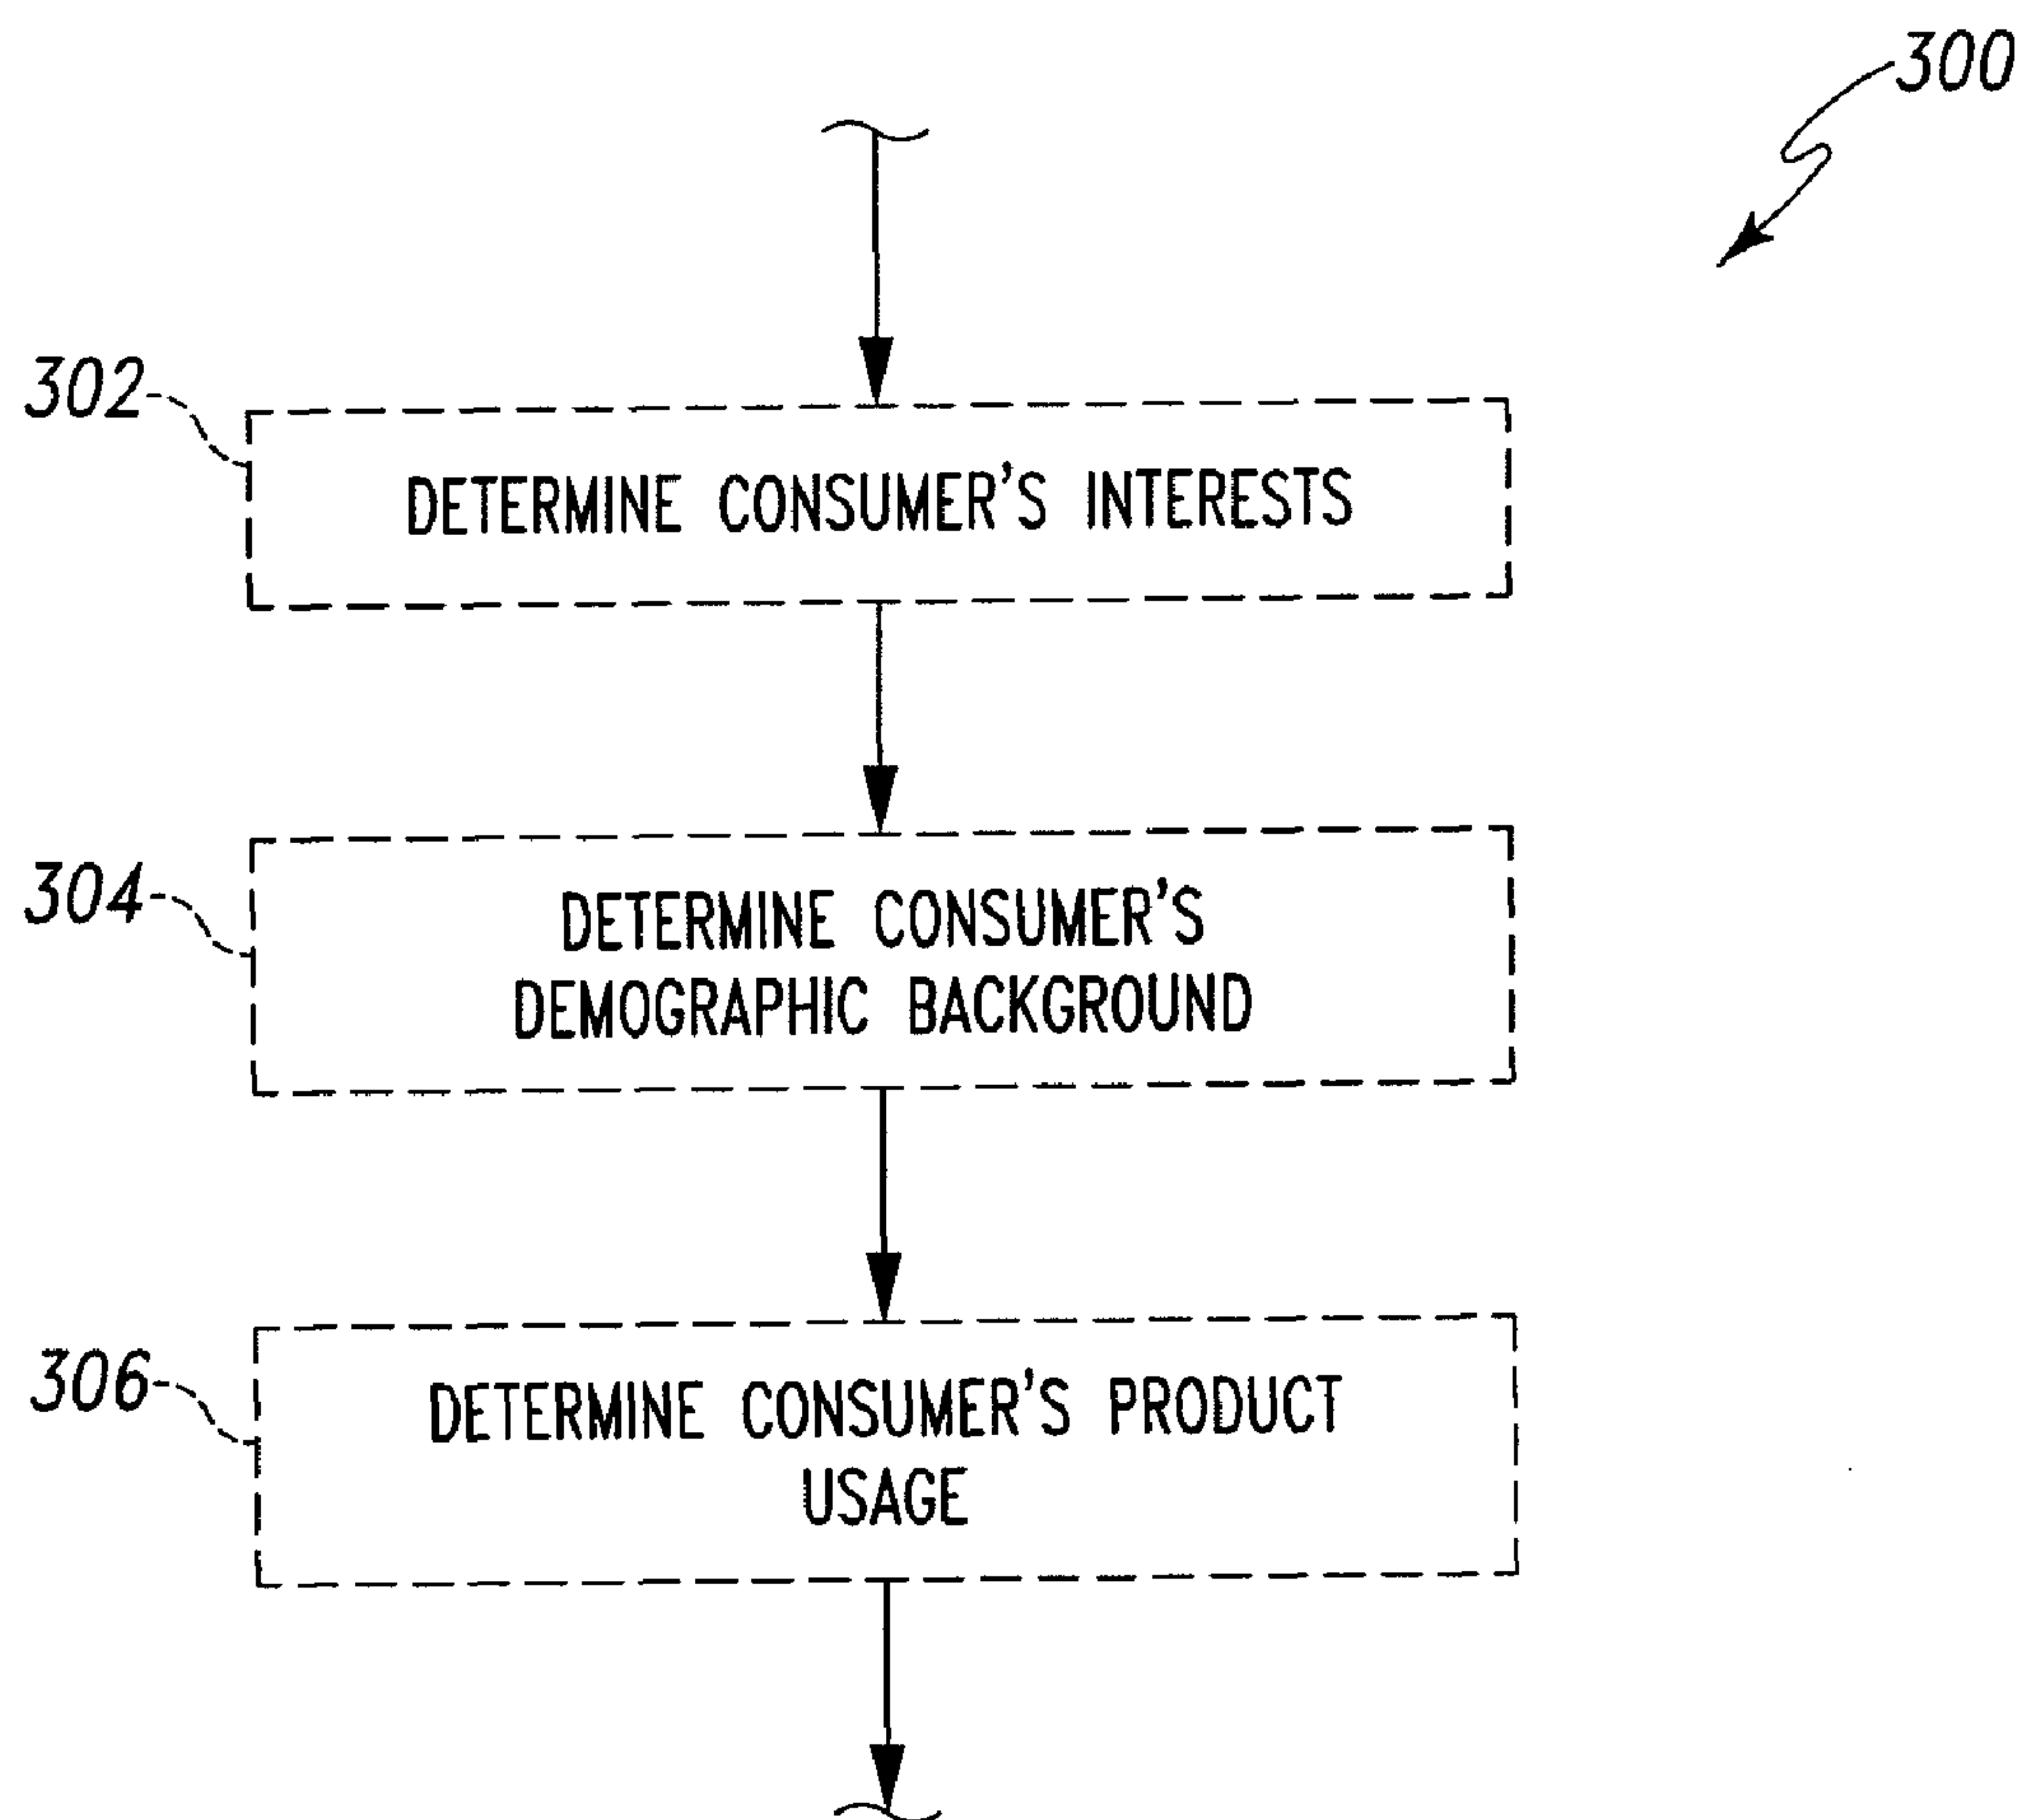 300
302
DETERMINE CONSUMER'S INTERESTS
304
DETERMINE CONSUMER'S
DEMOGRAPHIC BACKGROUND
306
DETERMINE CONSUMER'S PRODUCT
USAGE